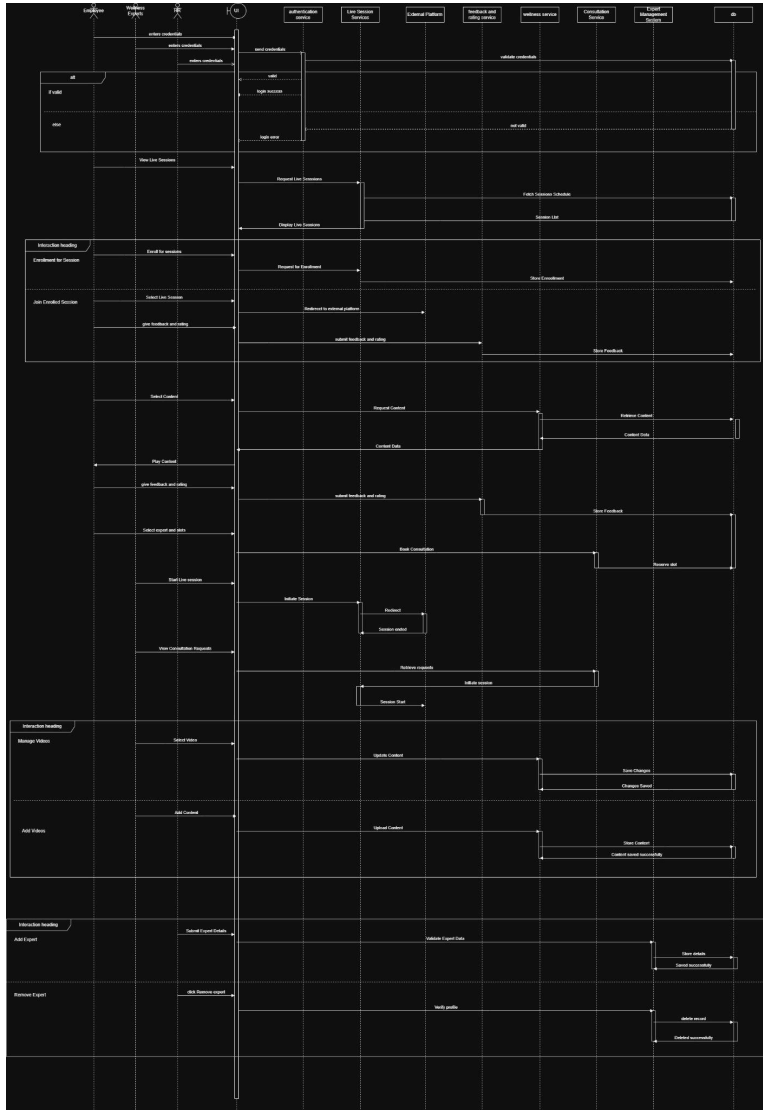 Employee
Wellness
Experts
HR
UI
authentication
service
Live Session
Services
External Platform
feedback and
rating service
wellness service
Consultation
Service
Expert
Management
System
db
enters credentials
enters credentials
send credentials
enters credentials
validate credentials
alt
valid
if valid
login success
else
not valid
login error
View Live Sessions
Request Live Sessions
Fetch Sessions Schedule
Session List
Display Live Sessions
Interaction heading
Enroll for sessions
Enrollment for Session
Request for Enrollment
Store Enrollment
Select Live Session
Join Enrolled Session
Redirect to external platform
give feedback and rating
submit feedback and rating
Store Feedback
Select Content
Request Content
Retrieve Content
Content Data
Content Data
Play Content
give feedback and rating
submit feedback and rating
Store Feedback
Select expert and slots
Book Consultation
Reserve slot
Start Live session
Initiate Session
Redirect
Session ended
View Consultation Requests
Retrieve requests
Initiate session
Session Start
Interaction heading
Manage Videos
Select Video
Update Content
Save Changes
Changes Saved
Add Content
Add Videos
Upload Content
Store Content
Content saved successfully
Interaction heading
Submit Expert Details
Add Expert
Validate Expert Data
Store details
Saved successfully
Remove Expert
click Remove expert
Verify profile
delete record
Deleted successfully